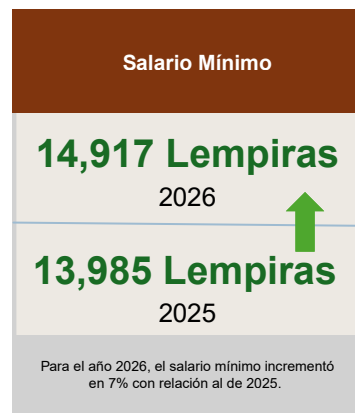 Salario Mínimo
14,917 Lempiras
2026
13,985 Lempiras
2025
Para el año 2026, el salario mínimo incrementó
en 7% con relación al de 2025.